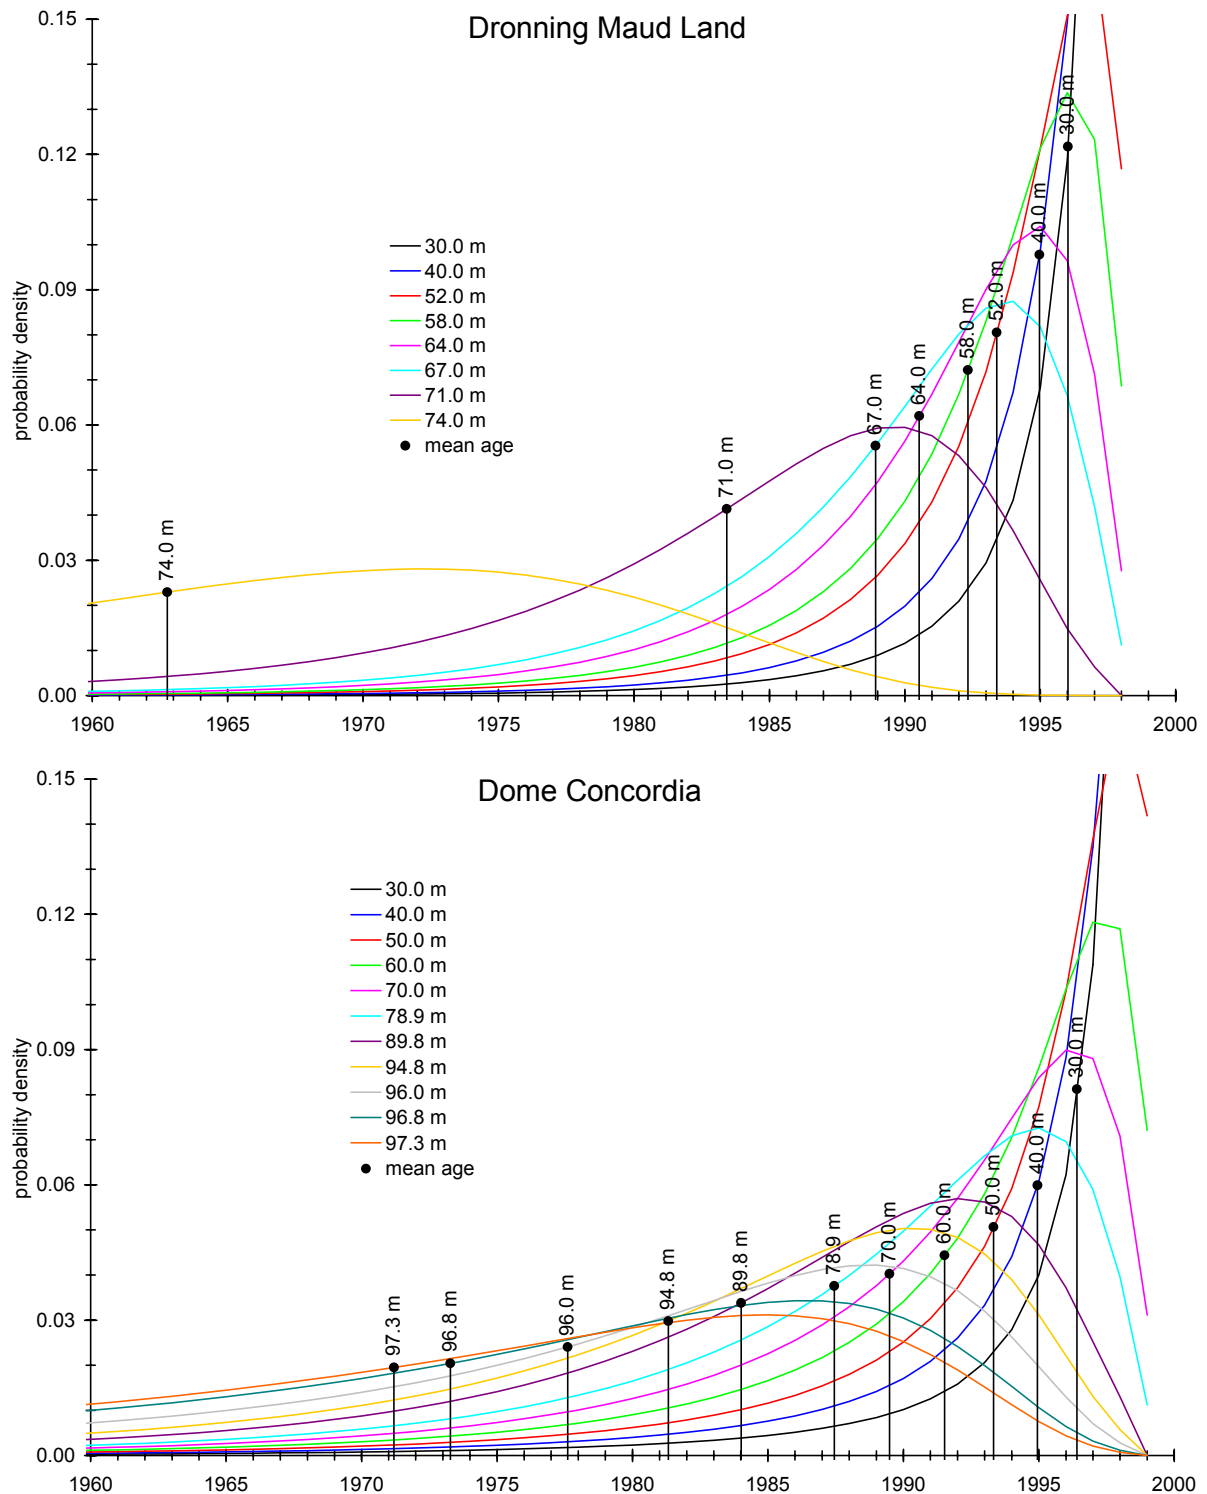 Dronning Maud Land
0.15
0.12
0.09
0.06
0.03
0.00
probability density
30.0 m
40.0 m
52.0 m
58.0 m
64.0 m
67.0 m
71.0 m
74.0 m
mean age
74.0 m
71.0 m
67.0 m
64.0 m
58.0 m
52.0 m
40.0 m
30.0 m
1960 1965 1970 1975 1980 1985 1990 1995 2000
Dome Concordia
0.15
0.12
0.09
0.06
0.03
0.00
probability density
30.0 m
40.0 m
50.0 m
60.0 m
70.0 m
78.9 m
89.8 m
94.8 m
96.0 m
96.8 m
97.3 m
mean age
97.3 m
96.8 m
96.0 m
94.8 m
89.8 m
78.9 m
70.0 m
60.0 m
50.0 m
40.0 m
30.0 m
1960 1965 1970 1975 1980 1985 1990 1995 2000